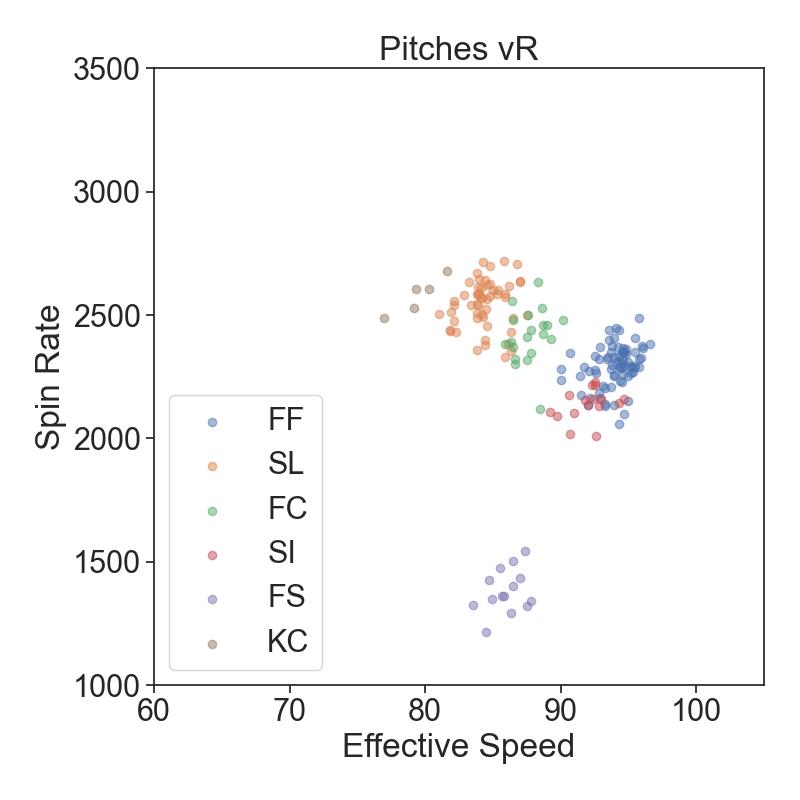 Pitches vR
3500
3000
2500
2000
1500
1000
Spin Rate
FF
SL
FC
SI
FS
KC
60 70 80 90 100
Effective Speed